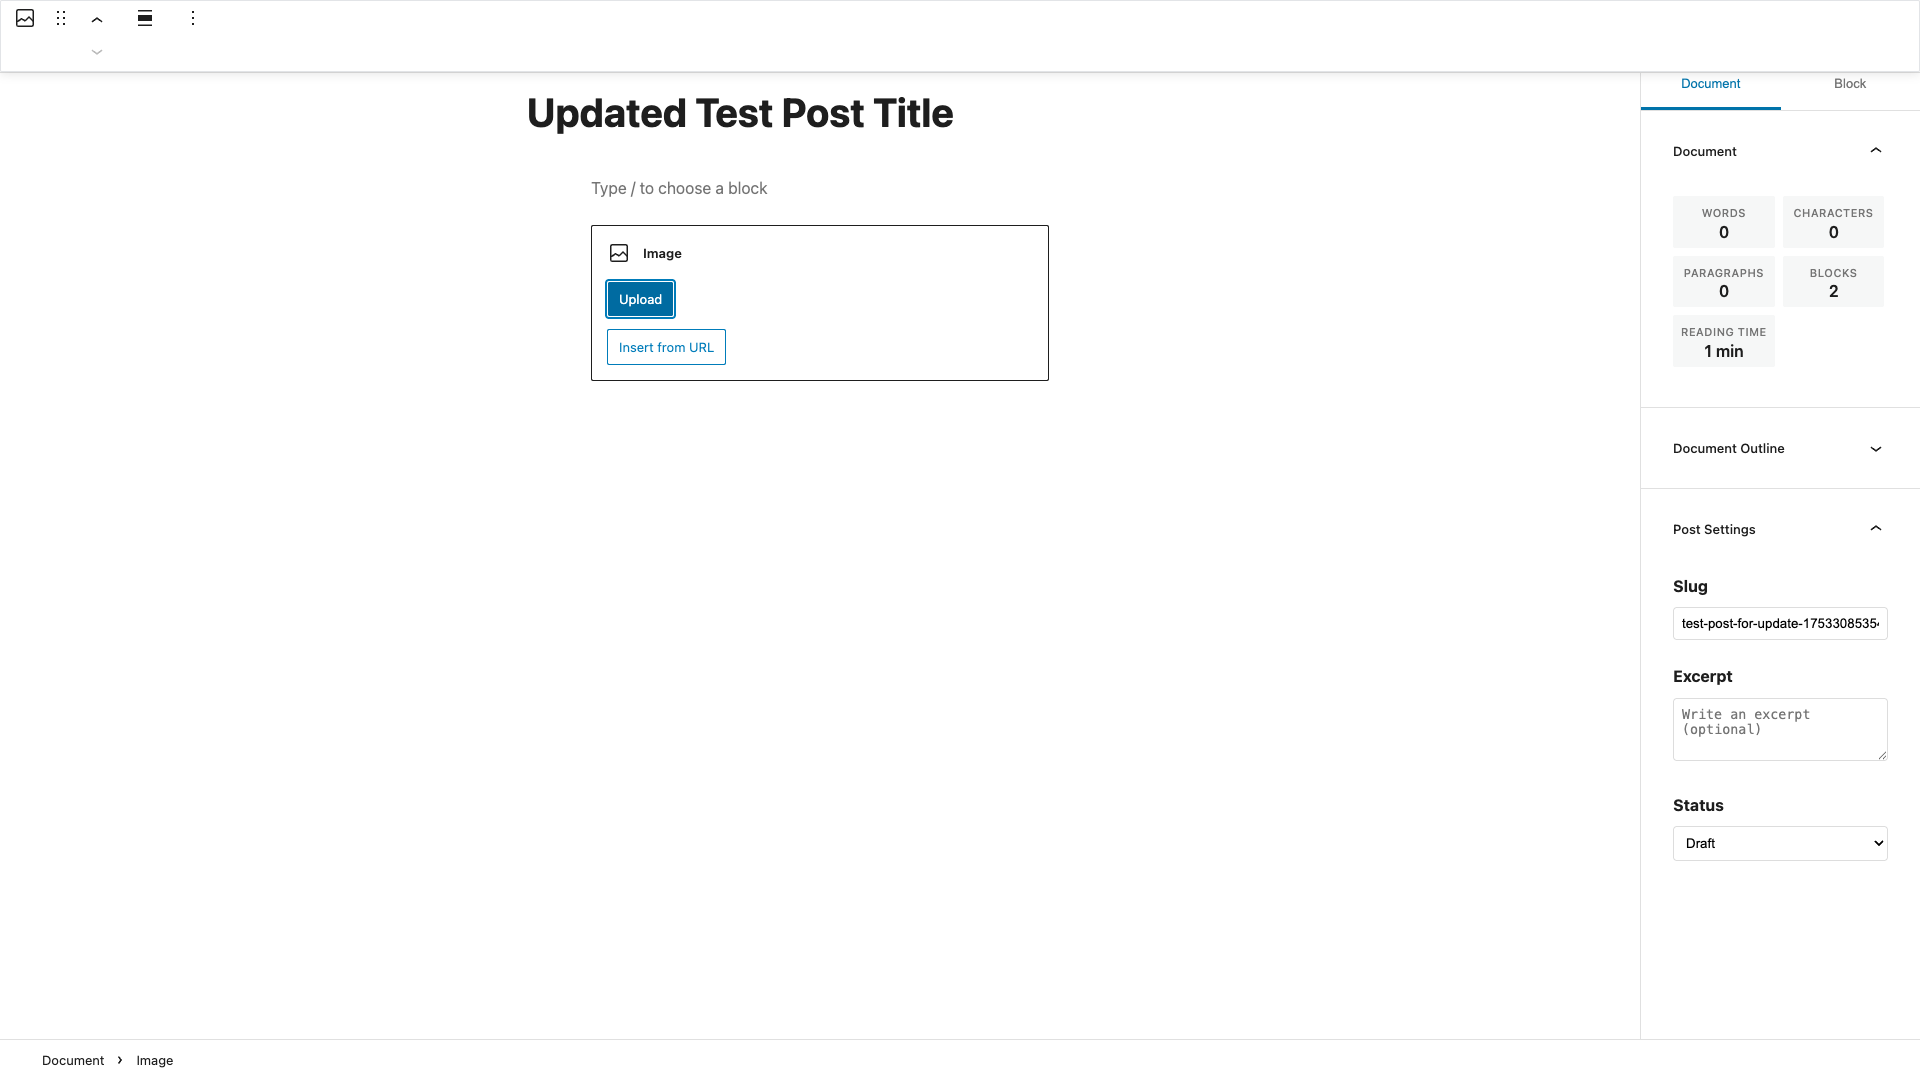 Document
Block
Updated Test Post Title
Type / to choose a block
Image
Upload
Insert from URL
Document
WORDS
0
CHARACTERS
0
PARAGRAPHS
0
BLOCKS
2
READING TIME
1 min
Document Outline
Post Settings
Slug
test-post-for-update-1753308535
Excerpt
Write an excerpt
(optional)
Status
Draft
Document › Image